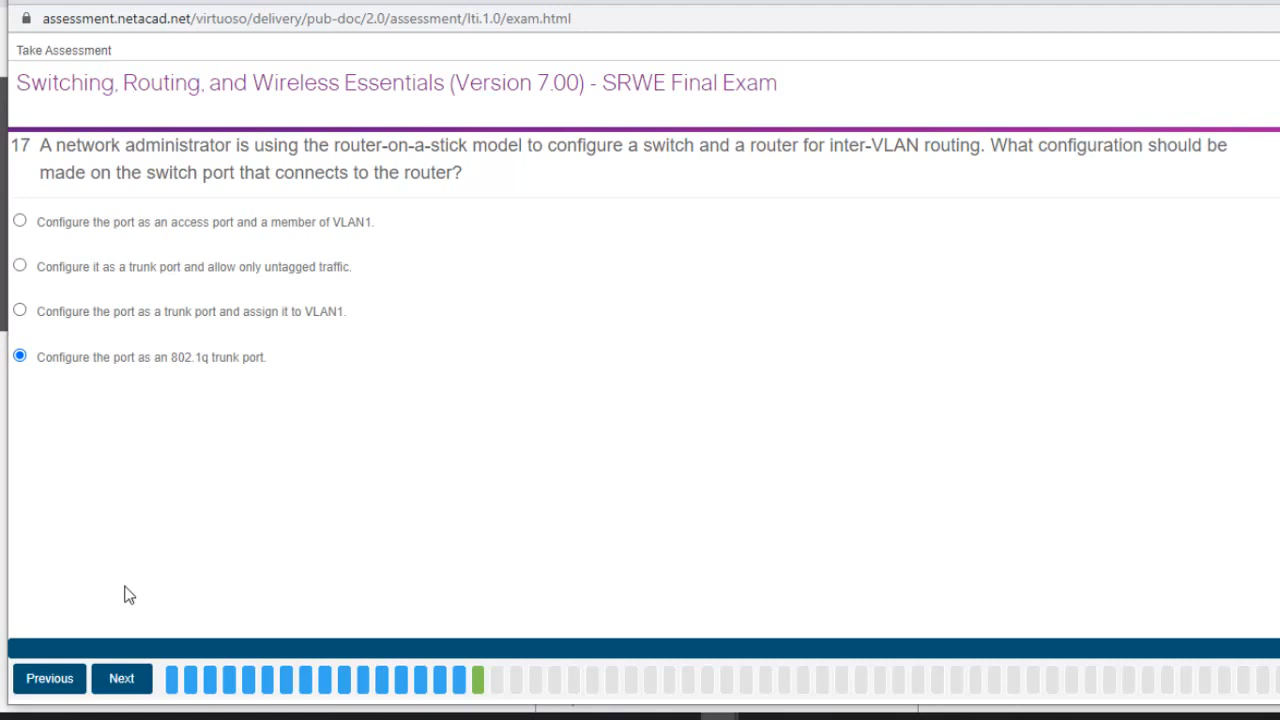 assessment.netacad.net/virtuoso/delivery/pub-doc/2.0/assessment/lti.1.0/exam.html
Take Assessment
Switching, Routing, and Wireless Essentials (Version 7.00) - SRWE Final Exam
17 A network administrator is using the router-on-a-stick model to configure a switch and a router for inter-VLAN routing. What configuration should be
made on the switch port that connects to the router?
Configure the port as an access port and a member of VLAN1.
Configure it as a trunk port and allow only untagged traffic.
Configure the port as a trunk port and assign it to VLAN1.
Configure the port as an 802.1q trunk port.
Previous Next